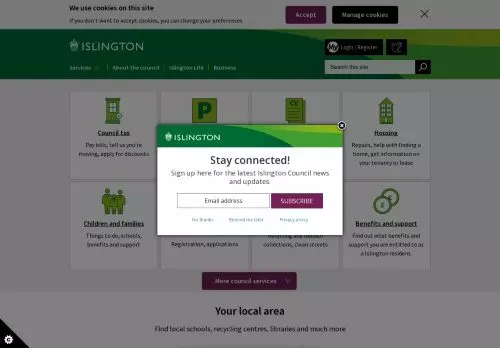 We use cookies on this site
If you don't want to accept cookies, you can change your preferences.
Accept
Manage cookies
ISLINGTON
My Login | Register
Services
About the council
Islington Life
Business
Search this site
Council tax
Pay bills, tell us you're
moving, apply for discounts
P
CV
Housing
Repairs, help with finding a
home, get information on
your tenancy or lease
ISLINGTON
Stay connected!
Sign up here for the latest Islington Council news
and updates.
Email address
SUBSCRIBE
No thanks
Remind me later
Privacy policy
Children and families
Things to do, schools,
benefits and support
Registration, applications
collections, clean streets
Benefits and support
Find out what benefits and
support you are entitled to as
a Islington resident.
More council services
Your local area
Find local schools, recycling centres, libraries and much more